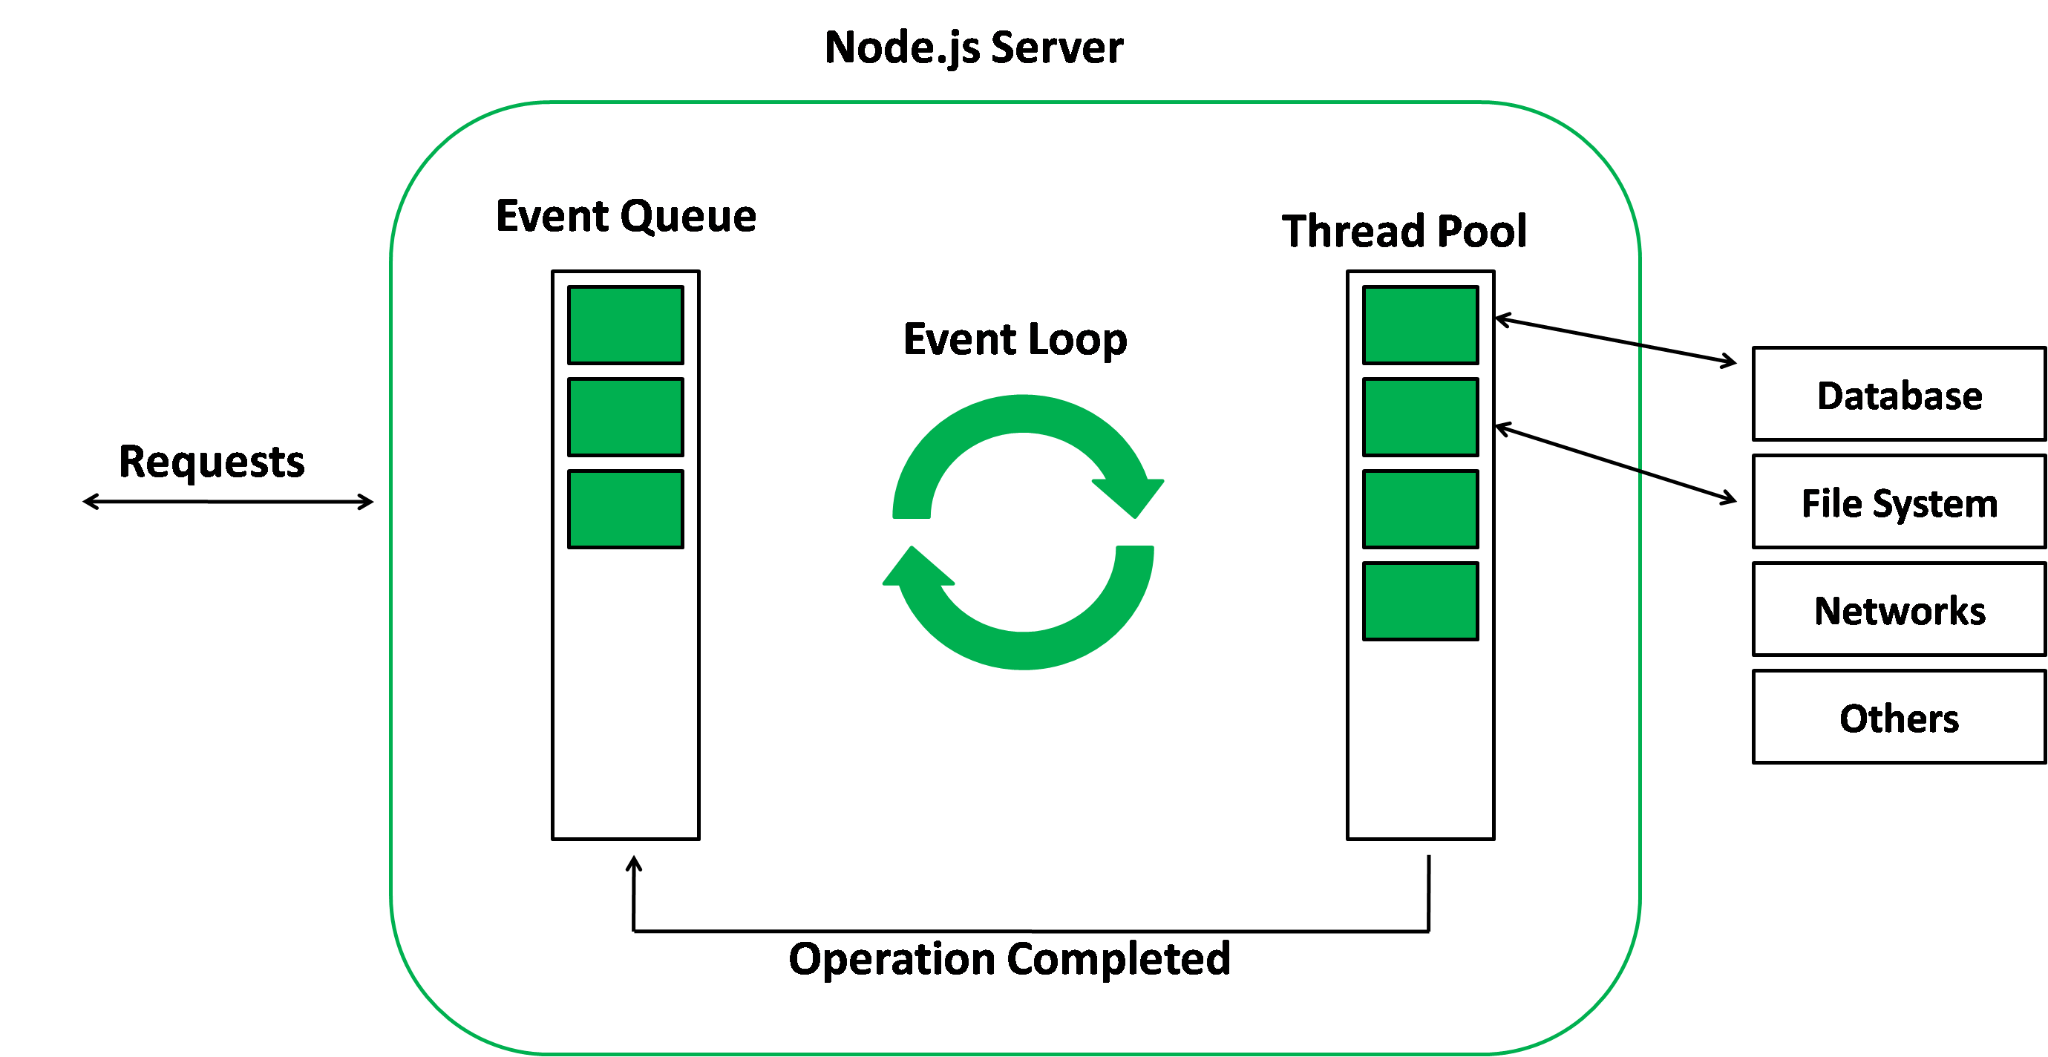 Node.js Server
Event Queue
Thread Pool
Event Loop
Requests
Database
File System
Networks
Others
Operation Completed